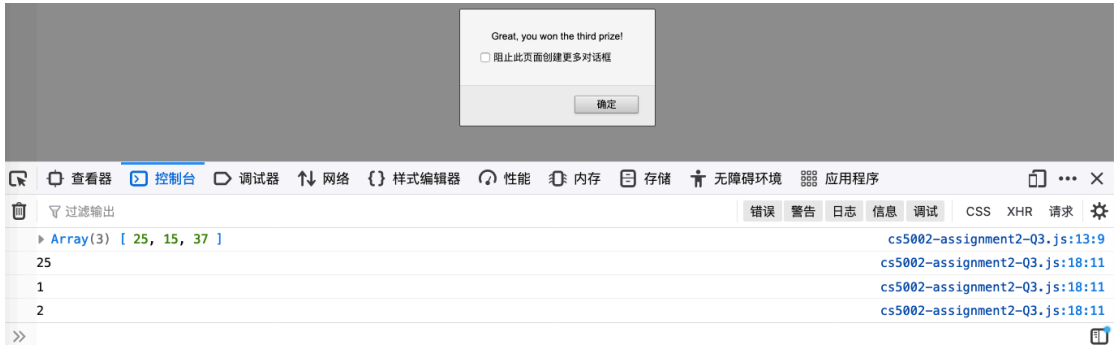 Great, you won the third prize!
阻止此页面创建更多对话框
确定
查看器 控制台 调试器 网络 {} 样式编辑器 性能 内存 存储 无障碍环境 应用程序
过滤输出 错误 警告 日志 信息 调试 CSS XHR 请求
Array(3) [ 25, 15, 37 ] cs5002-assignment2-Q3.js:13:9
25 cs5002-assignment2-Q3.js:18:11
1 cs5002-assignment2-Q3.js:18:11
2 cs5002-assignment2-Q3.js:18:11